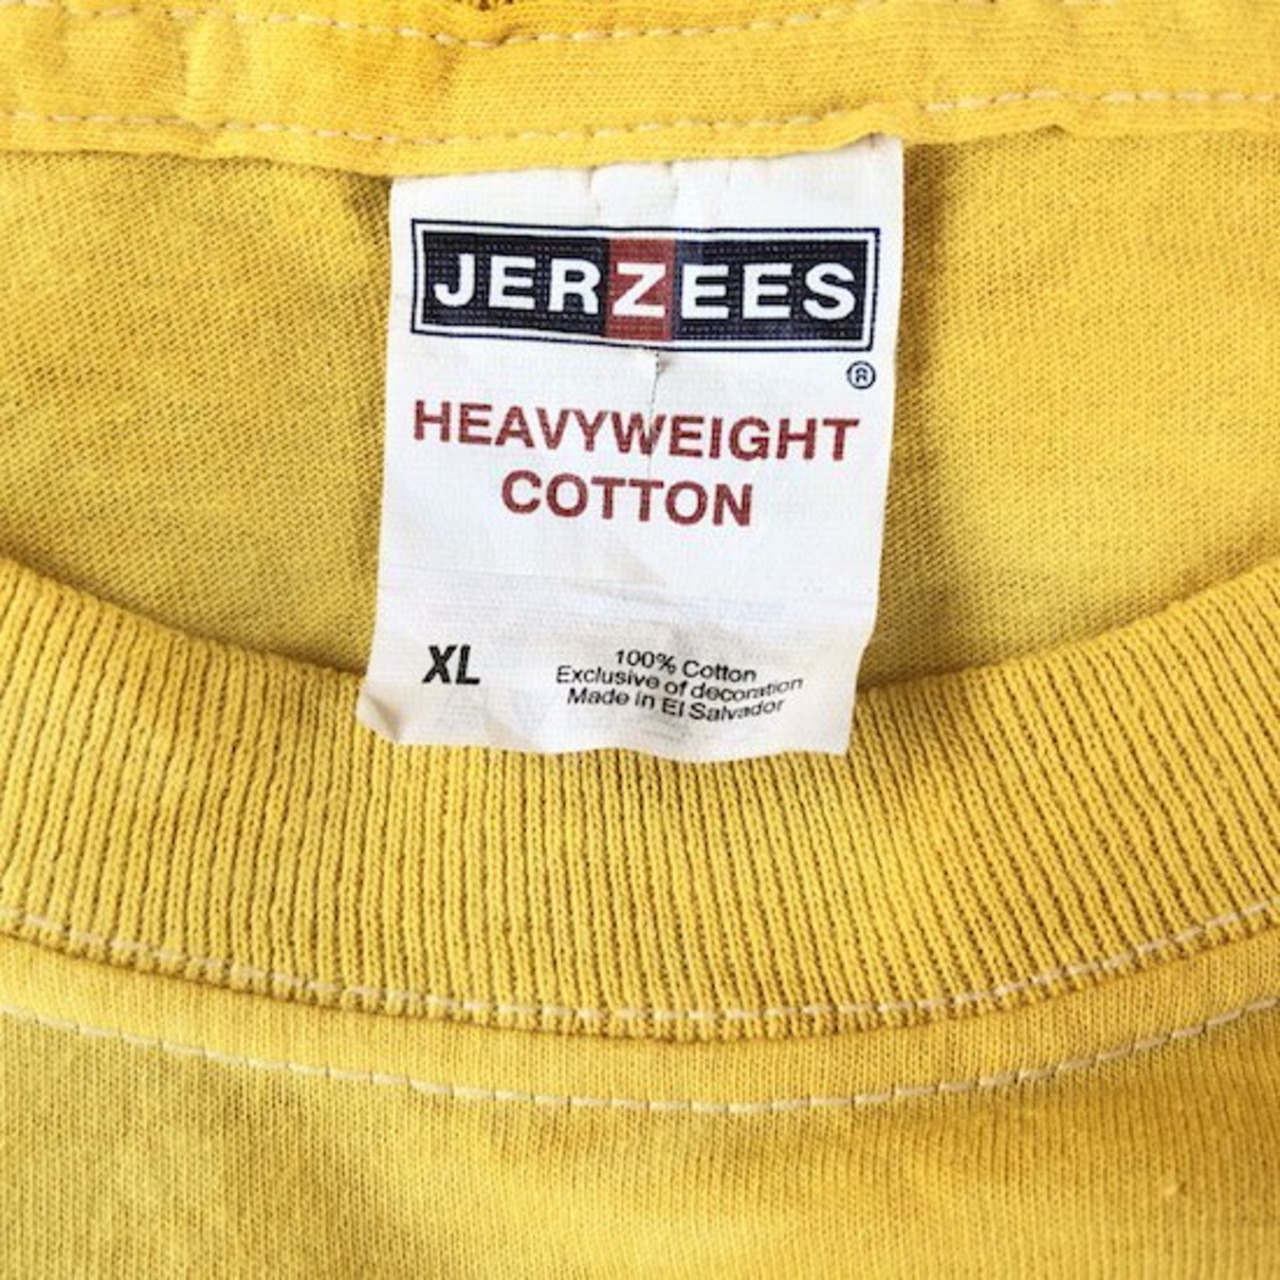 JERZEES
®
HEAVYWEIGHT
COTTON
XL
100% Cotton
Exclusive of decoration
Made in El Salvador